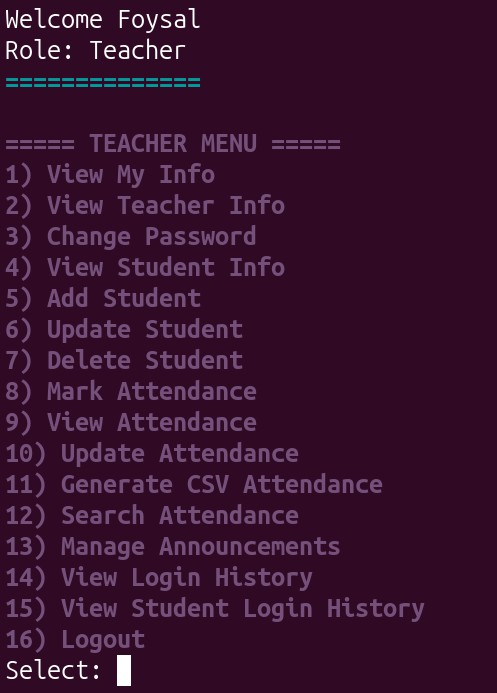 Welcome Foysal
Role: Teacher
==============
===== TEACHER MENU =====
1) View My Info
2) View Teacher Info
3) Change Password
4) View Student Info
5) Add Student
6) Update Student
7) Delete Student
8) Mark Attendance
9) View Attendance
10) Update Attendance
11) Generate CSV Attendance
12) Search Attendance
13) Manage Announcements
14) View Login History
15) View Student Login History
16) Logout
Select: